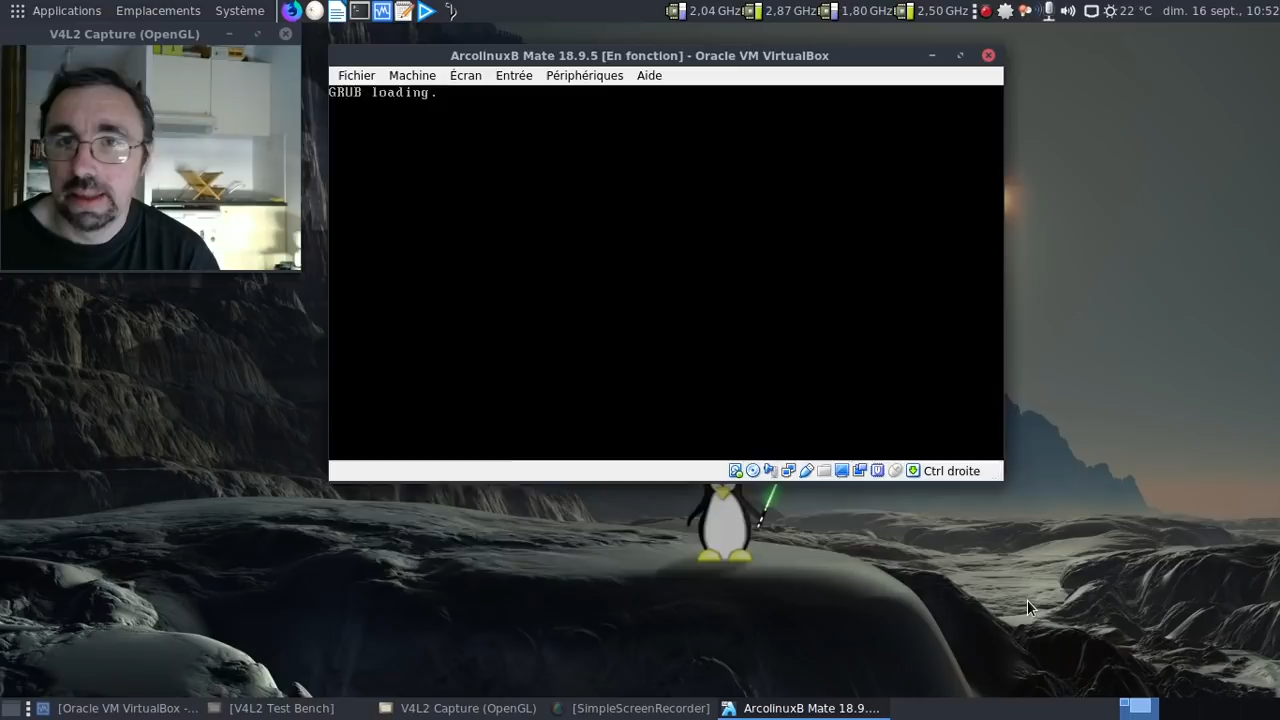 Applications Emplacements Système 2,04 GHz 2,87 GHz 1,80 GHz 2,50 GHz 22 °C dim. 16 sept., 10:52
V4L2 Capture (OpenGL)
ArcolinuxB Mate 18.9.5 [En fonction] - Oracle VM VirtualBox
Fichier Machine Écran Entrée Périphériques Aide
GRUB loading.
Ctrl droite
[Oracle VM VirtualBox -... [V4L2 Test Bench] V4L2 Capture (OpenGL) [SimpleScreenRecorder] ArcolinuxB Mate 18.9....